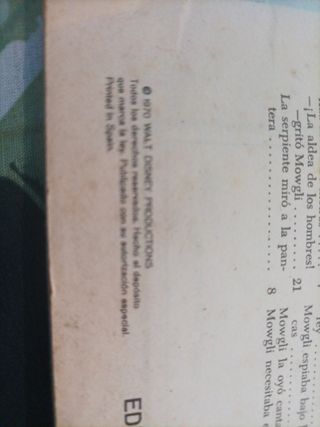 —¡La aldea de los hombres!
—gritó Mowgli . . . . . . . . . 21
La serpiente miró a la pan-
tera . . . . . . . . . . . . . . . 8
rey . . . . . .
Mowgli espiaba bajo
cas . . . . . . . . .
Mowgli la oyó canta
Mowgli necesitaba e
© 1970 WALT DISNEY PRODUCTIONS
Todos los derechos reservados. Hecho el depósito
que marca la ley. Publicado con su autorización especial.
Printed in Spain.
ED